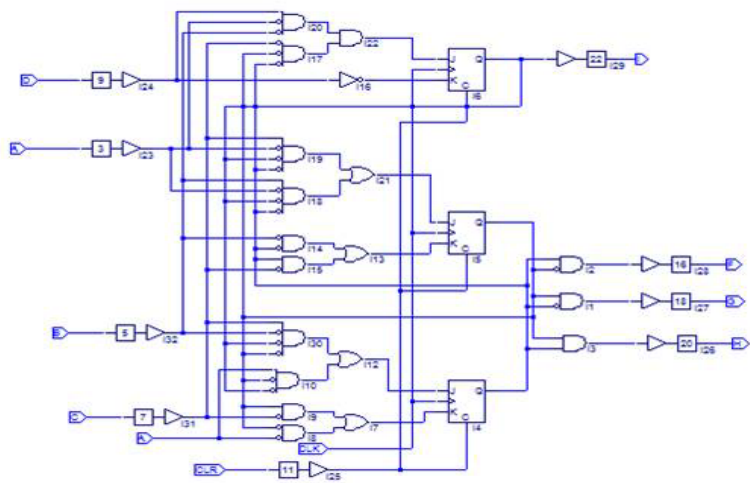 I20
I22
I17
J Q
K
C
I6
22
I29
I
D
9
I24
I16
A
3
I23
I19
I21
I18
J Q
K
C
I5
I14
I15
I13
I2
16
I28
F
I1
18
I27
G
B
5
I32
I30
I12
I3
20
I26
H
I10
J Q
K
C
I4
C
7
I31
I9
I7
A
I8
CLK
CLR
11
I25